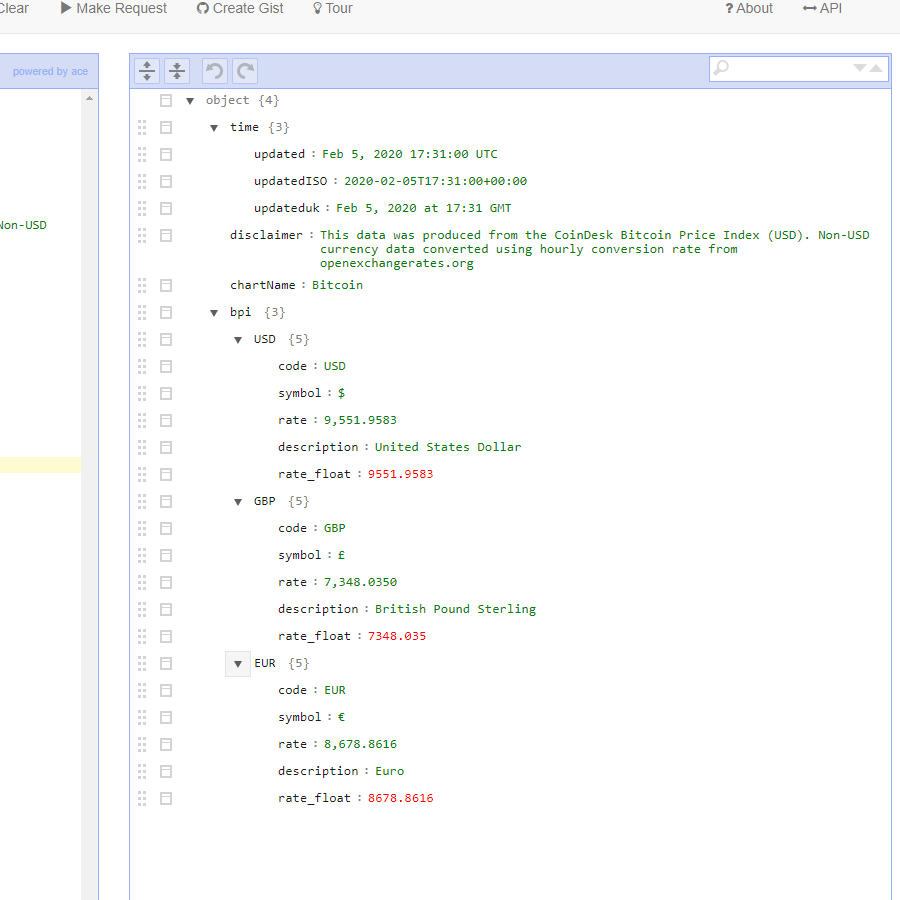 Clear Make Request Create Gist Tour ? About API
powered by ace
object {4}
time {3}
updated : Feb 5, 2020 17:31:00 UTC
updatedISO : 2020-02-05T17:31:00+00:00
Non-USD
updateduk : Feb 5, 2020 at 17:31 GMT
disclaimer : This data was produced from the CoinDesk Bitcoin Price Index (USD). Non-USD
currency data converted using hourly conversion rate from
openexchangerates.org
chartName : Bitcoin
bpi {3}
USD {5}
code : USD
symbol : $
rate : 9,551.9583
description : United States Dollar
rate_float : 9551.9583
GBP {5}
code : GBP
symbol : £
rate : 7,348.0350
description : British Pound Sterling
rate_float : 7348.035
EUR {5}
code : EUR
symbol : €
rate : 8,678.8616
description : Euro
rate_float : 8678.8616